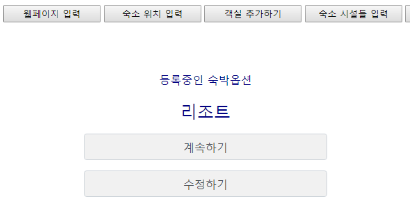 웹페이지 입력 숙소 위치 입력 객실 추가하기 숙소 시설들 입력
등록중인 숙박옵션
리조트
계속하기
수정하기